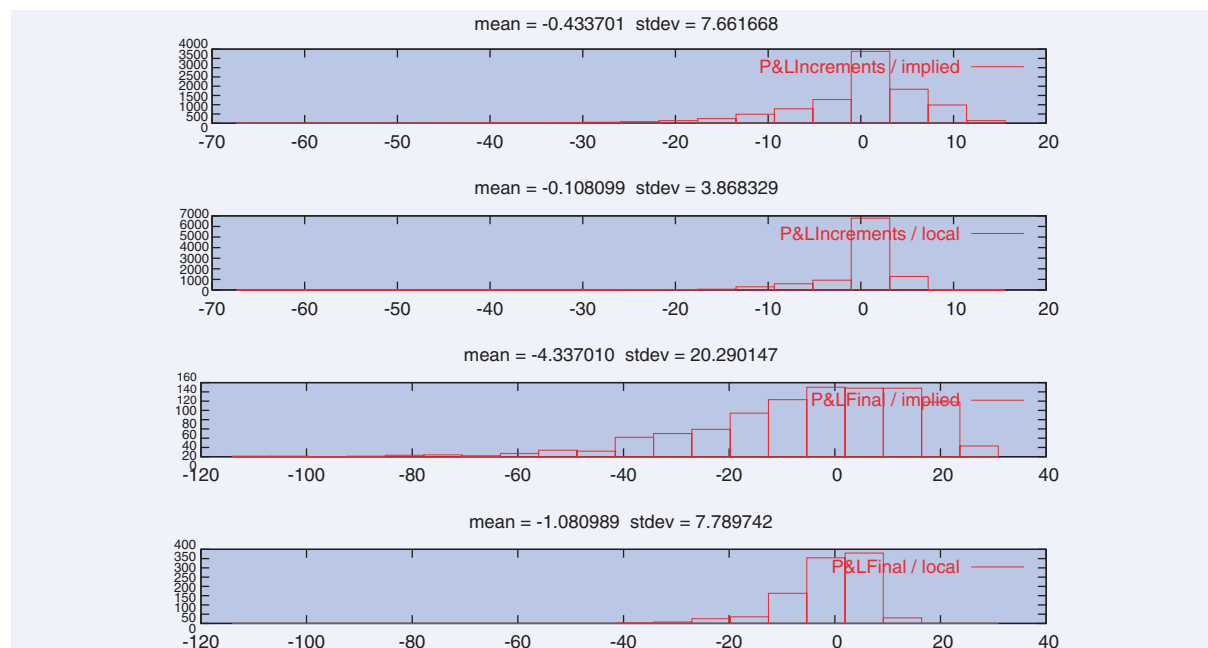 mean = -0.433701 stdev = 7.661668
4000
3500
3000
2500
2000
1500
1000
500
0
P&LIncrements / implied
-70 -60 -50 -40 -30 -20 -10 0 10 20
mean = -0.108099 stdev = 3.868329
7000
6000
5000
4000
3000
2000
1000
0
P&LIncrements / local
-70 -60 -50 -40 -30 -20 -10 0 10 20
mean = -4.337010 stdev = 20.290147
160
140
120
100
80
60
40
20
0
P&LFinal / implied
-120 -100 -80 -60 -40 -20 0 20 40
mean = -1.080989 stdev = 7.789742
400
350
300
250
200
150
100
50
0
P&LFinal / local
-120 -100 -80 -60 -40 -20 0 20 40